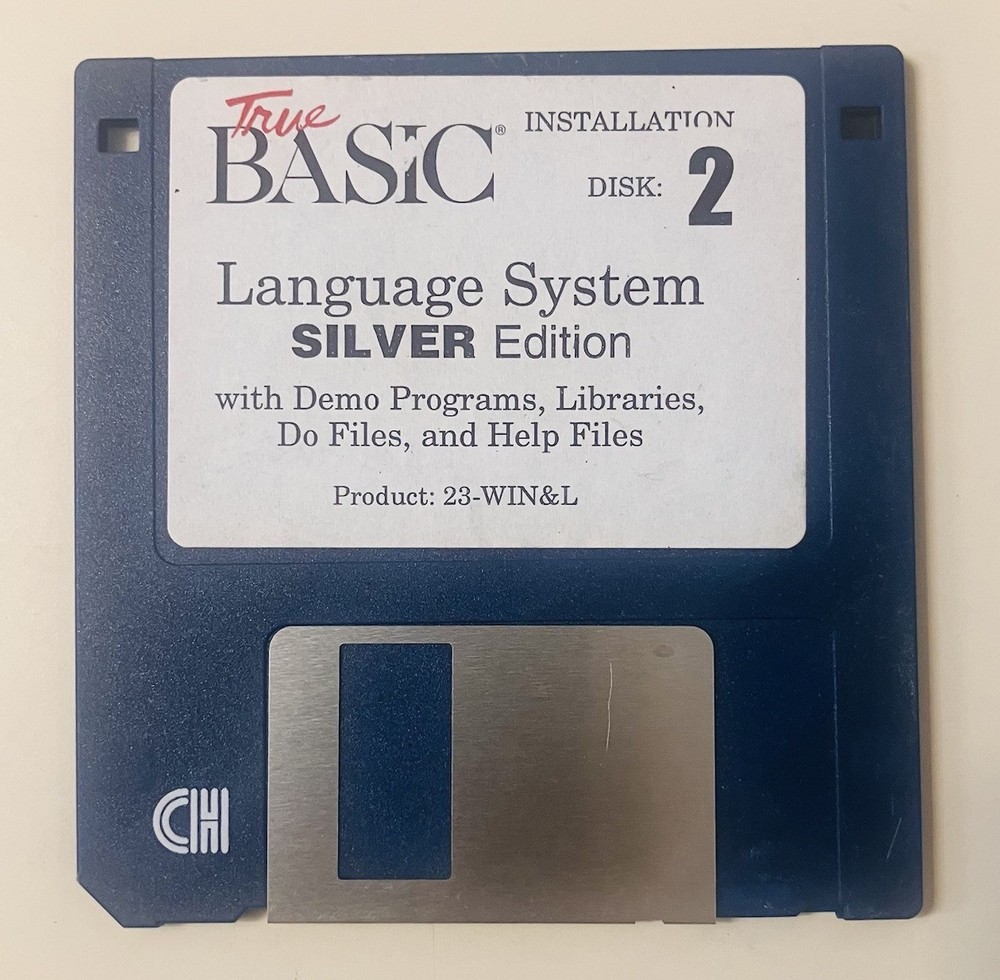 True
BASIC® INSTALLATION
DISK: 2
Language System
SILVER Edition
with Demo Programs, Libraries,
Do Files, and Help Files
Product: 23-WIN&L
CH